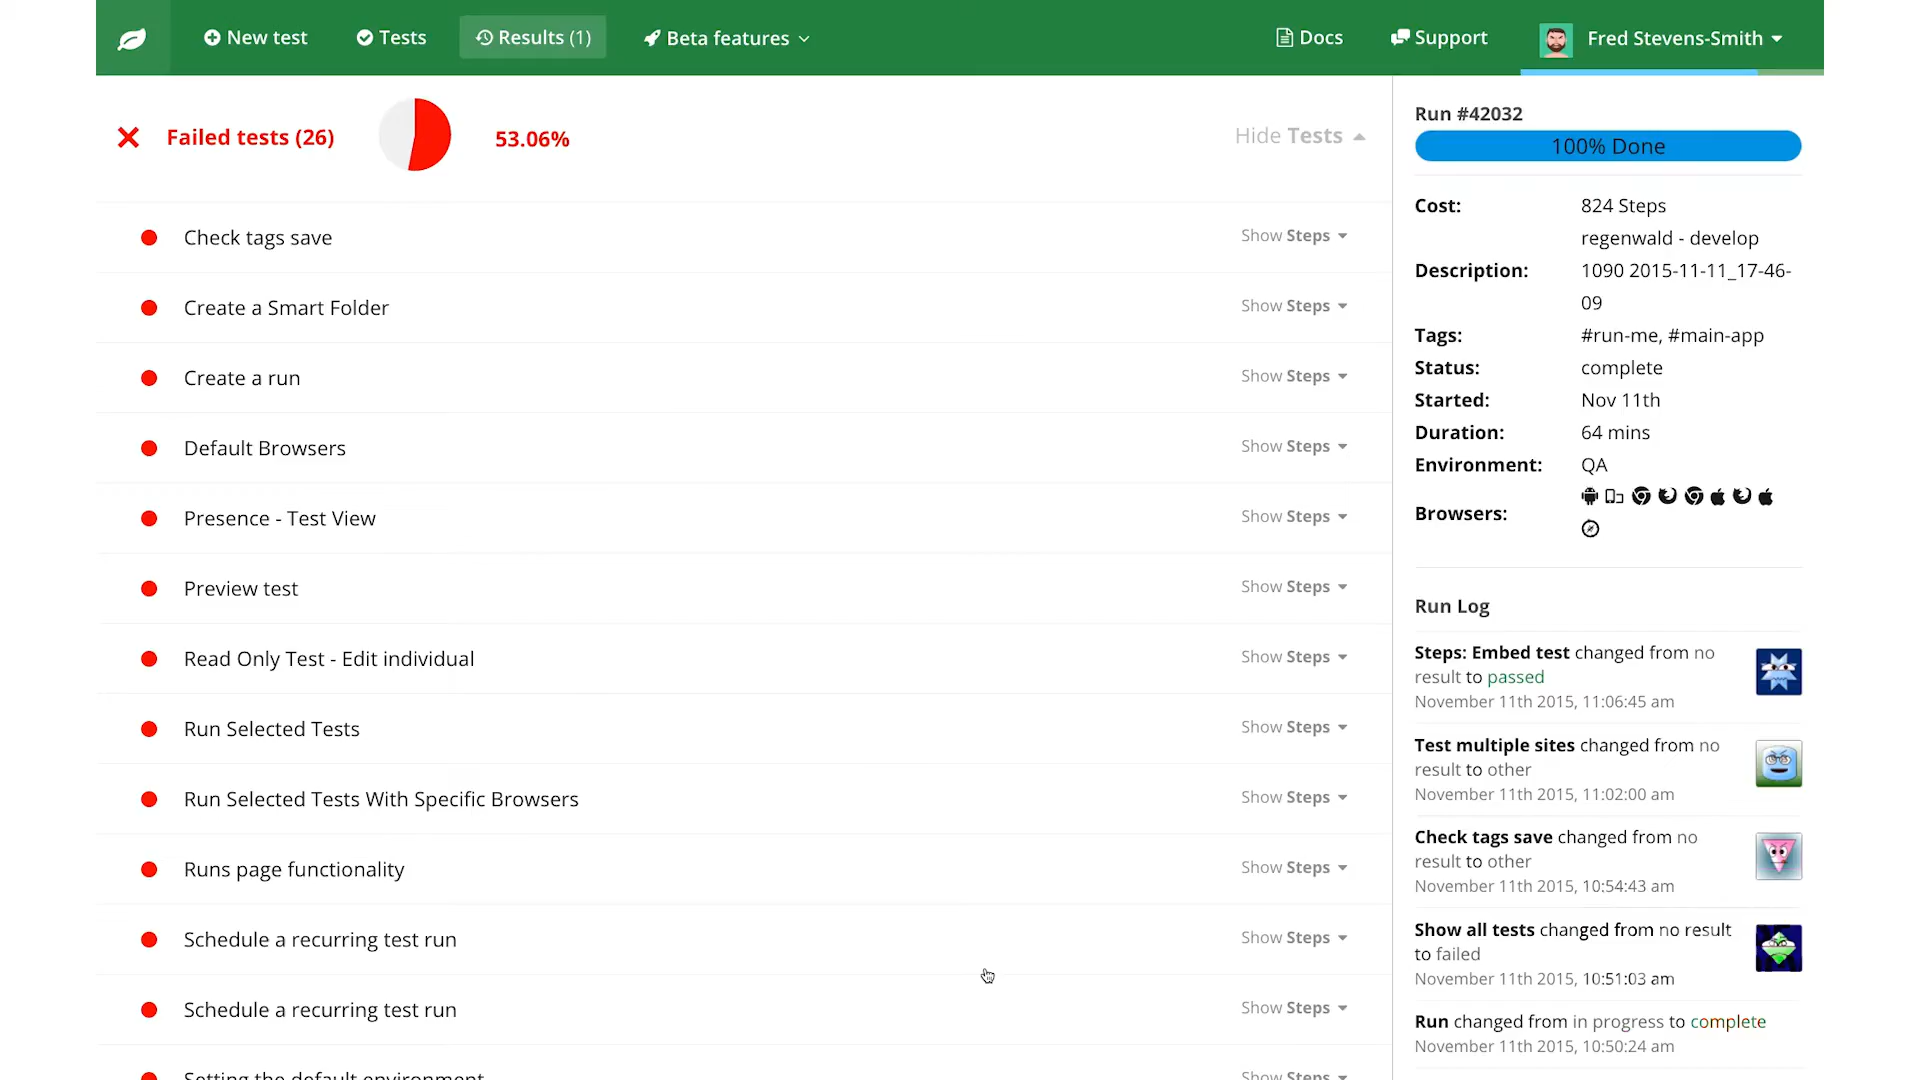 New test
Tests
Results (1)
Beta features
Docs
Support
Fred Stevens-Smith
Failed tests (26)
53.06%
Hide Tests
Check tags save
Show Steps
Create a Smart Folder
Show Steps
Create a run
Show Steps
Default Browsers
Show Steps
Presence - Test View
Show Steps
Preview test
Show Steps
Read Only Test - Edit individual
Show Steps
Run Selected Tests
Show Steps
Run Selected Tests With Specific Browsers
Show Steps
Runs page functionality
Show Steps
Schedule a recurring test run
Show Steps
Schedule a recurring test run
Show Steps
Setting the default environment
Show Steps
Run #42032
100% Done
Cost: 824 Steps
regenwald - develop
Description: 1090 2015-11-11_17-46-
09
Tags: #run-me, #main-app
Status: complete
Started: Nov 11th
Duration: 64 mins
Environment: QA
Browsers:
Run Log
Steps: Embed test changed from no
result to passed
November 11th 2015, 11:06:45 am
Test multiple sites changed from no
result to other
November 11th 2015, 11:02:00 am
Check tags save changed from no
result to other
November 11th 2015, 10:54:43 am
Show all tests changed from no result
to failed
November 11th 2015, 10:51:03 am
Run changed from in progress to complete
November 11th 2015, 10:50:24 am